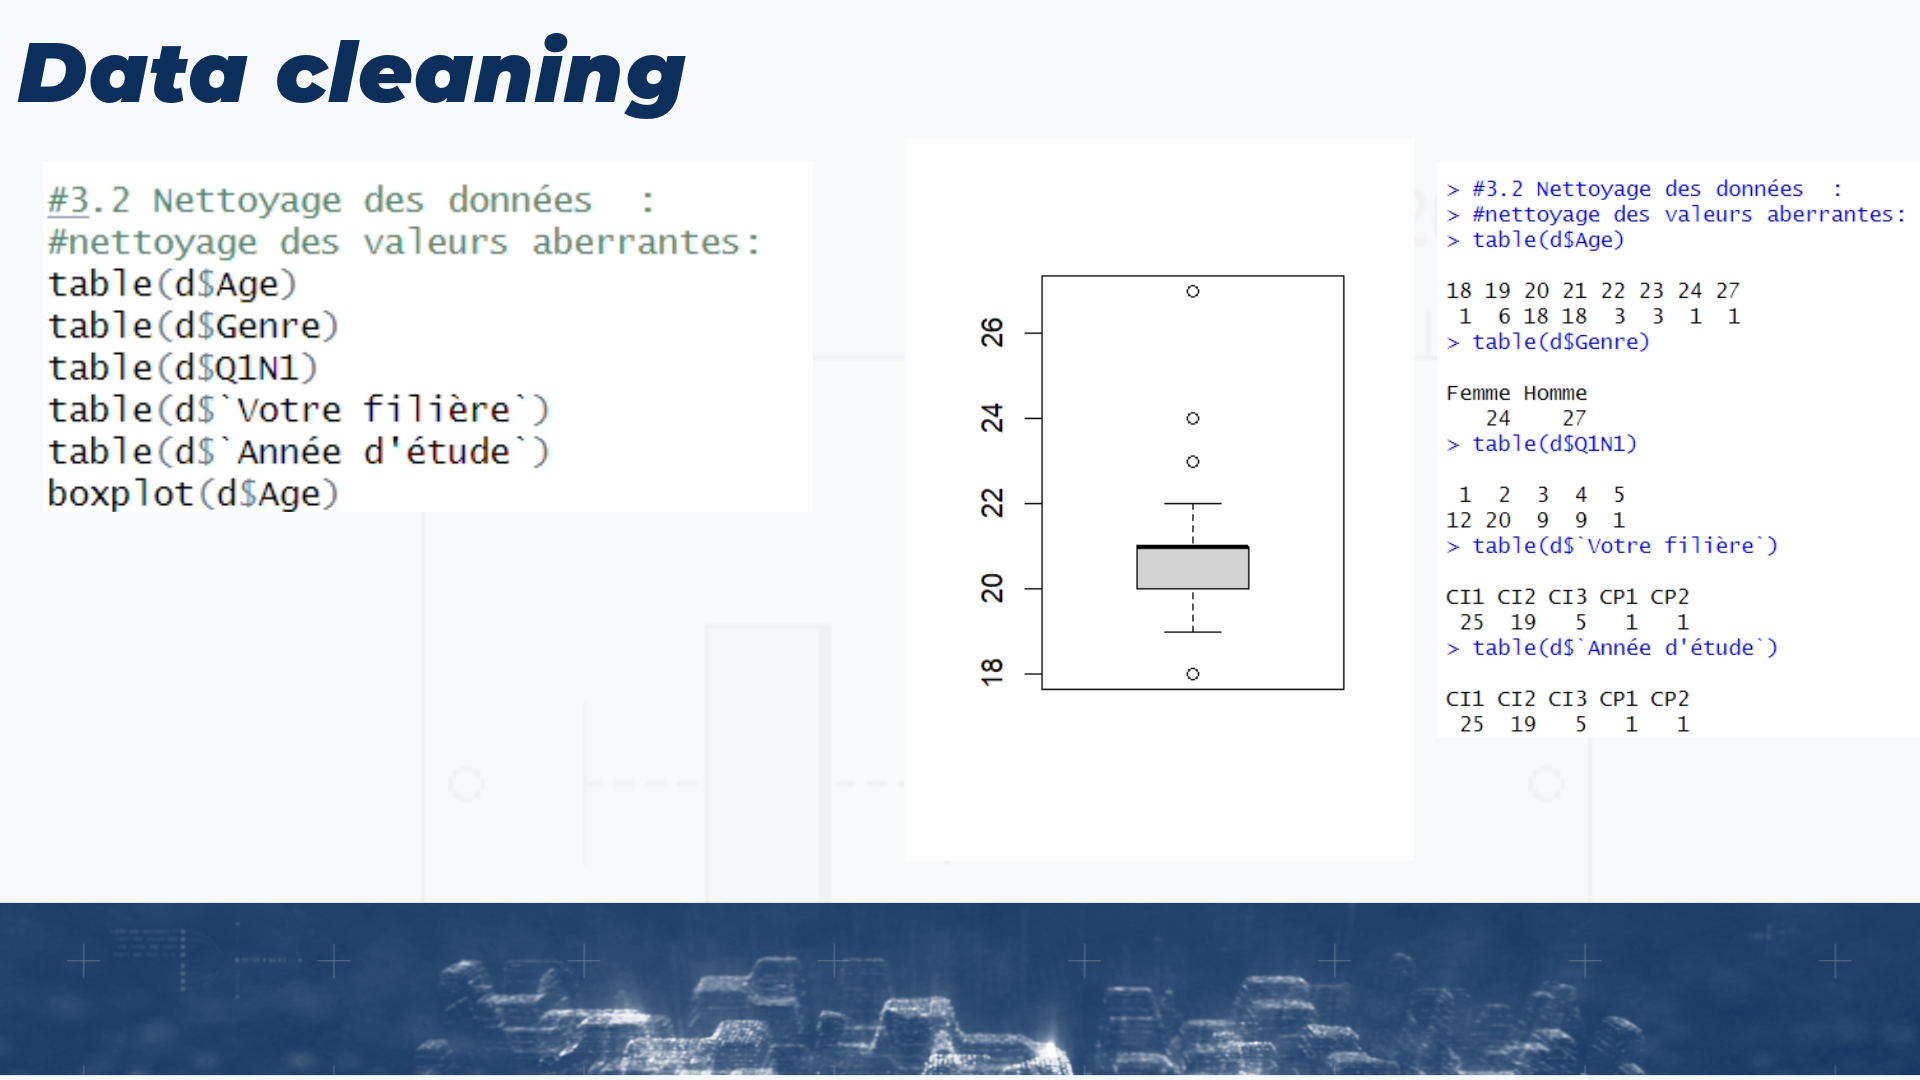 Data cleaning
#3.2 Nettoyage des données  :
#nettoyage des valeurs aberrantes:
table(d$Age)
table(d$Genre)
table(d$Q1N1)
table(d$`Votre filière`)
table(d$`Année d'étude`)
boxplot(d$Age)
26
24
22
20
18
> #3.2 Nettoyage des données  :
> #nettoyage des valeurs aberrantes:
> table(d$Age)
18 19 20 21 22 23 24 27
1  6 18 18  3  3  1  1
> table(d$Genre)
Femme Homme
24    27
> table(d$Q1N1)
1  2  3  4  5
12 20  9  9  1
> table(d$`Votre filière`)
CI1 CI2 CI3 CP1 CP2
25  19   5   1   1
> table(d$`Année d'étude`)
CI1 CI2 CI3 CP1 CP2
25  19   5   1   1